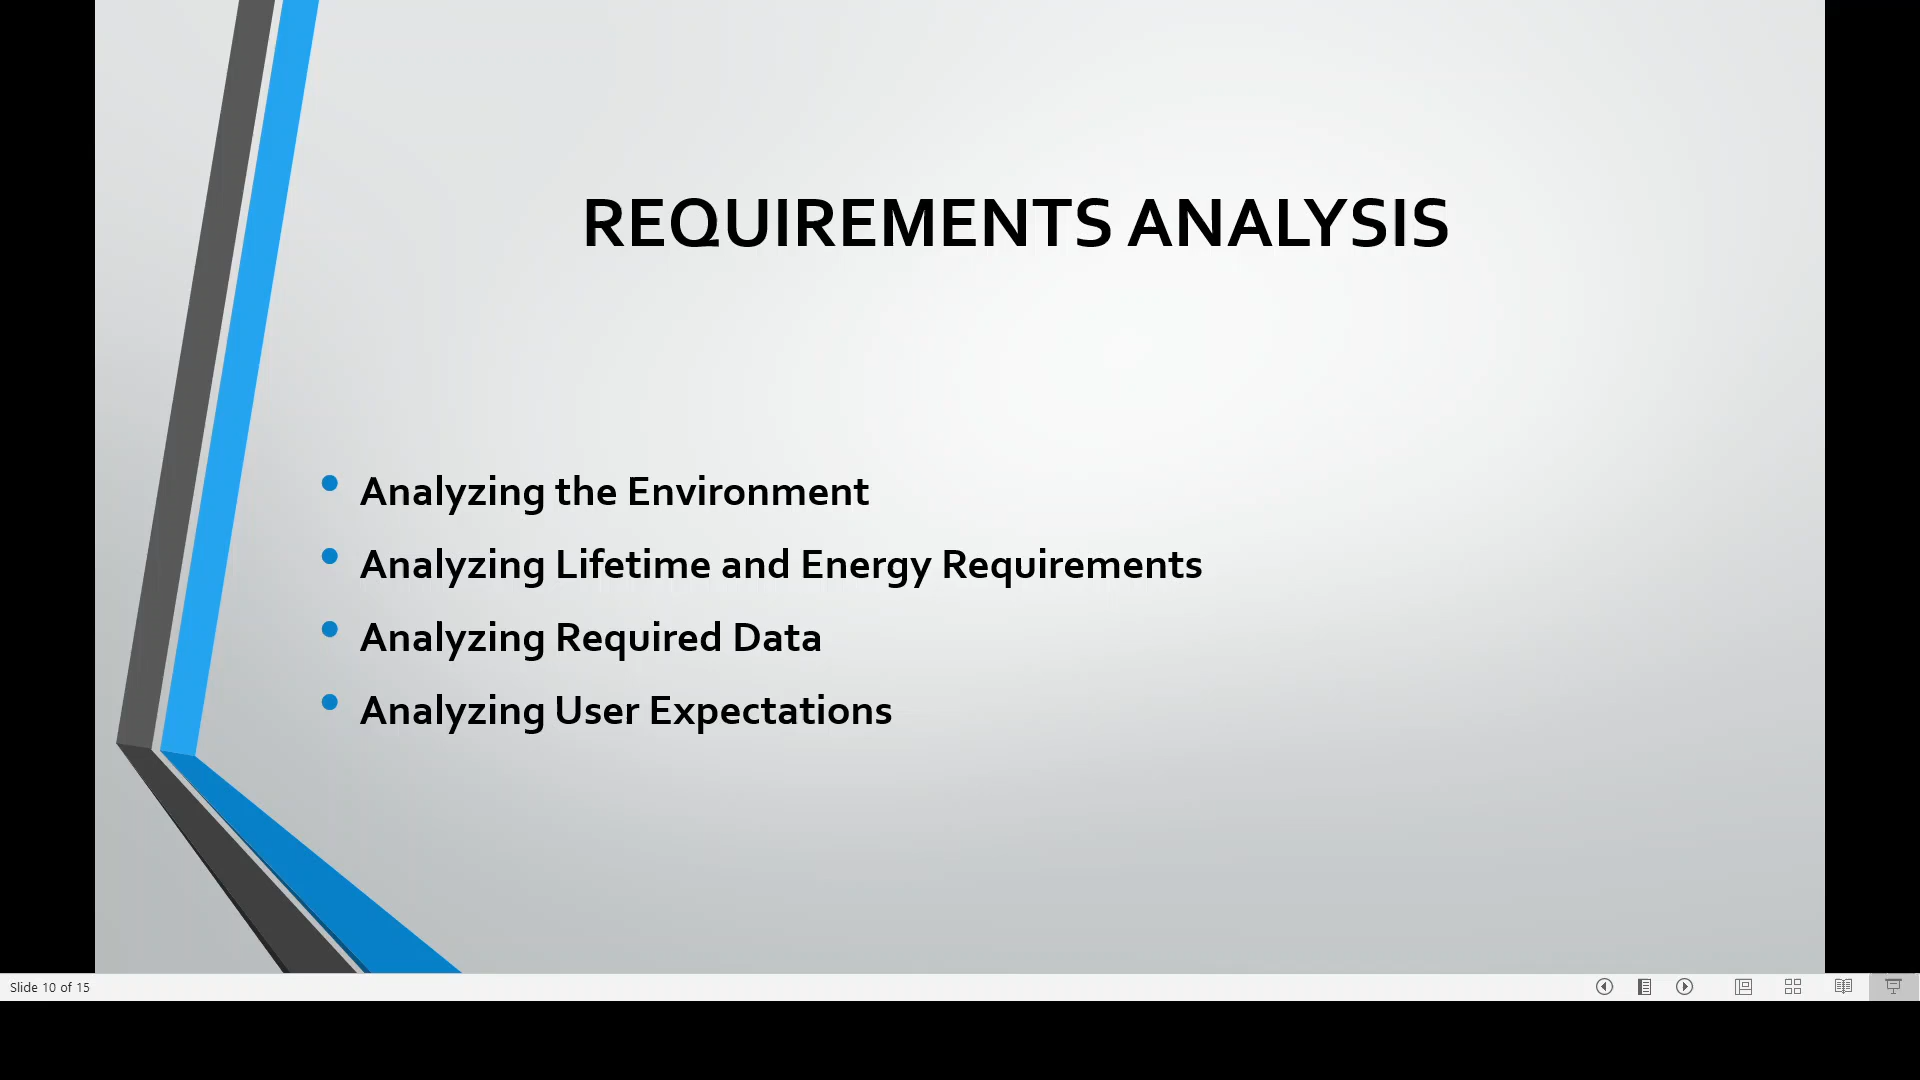 REQUIREMENTS ANALYSIS
Analyzing the Environment
Analyzing Lifetime and Energy Requirements
Analyzing Required Data
Analyzing User Expectations
Slide 10 of 15